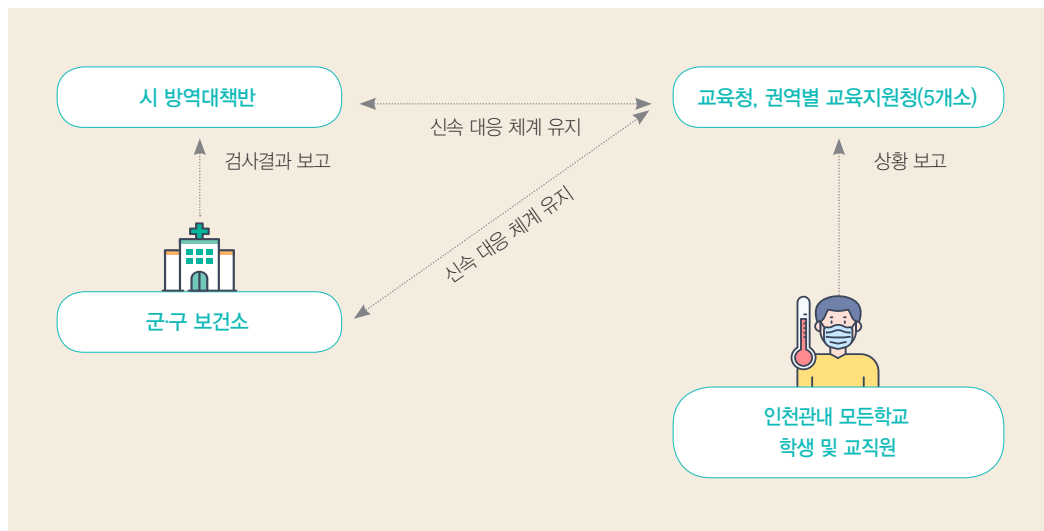 시 방역대책반
교육청, 권역별 교육지원청(5개소)
신속 대응 체계 유지
검사결과 보고
상황 보고
신속 대응 체계 유지
군·구 보건소
인천관내 모든학교
학생 및 교직원